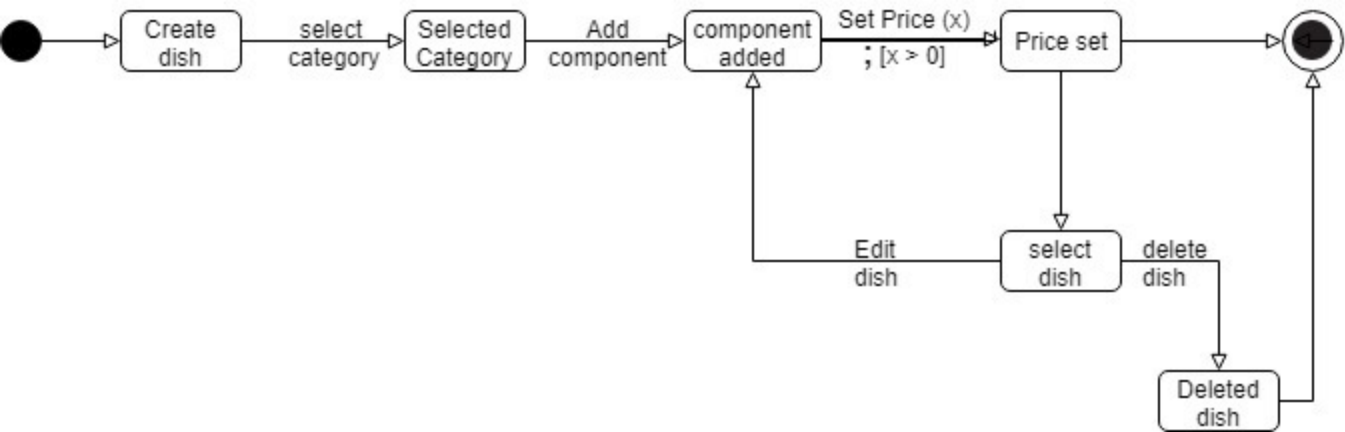 Create
dish
select
category
Selected
Category
Add
component
component
added
Set Price (x)
; [x > 0]
Price set
Edit
dish
select
dish
delete
dish
Deleted
dish